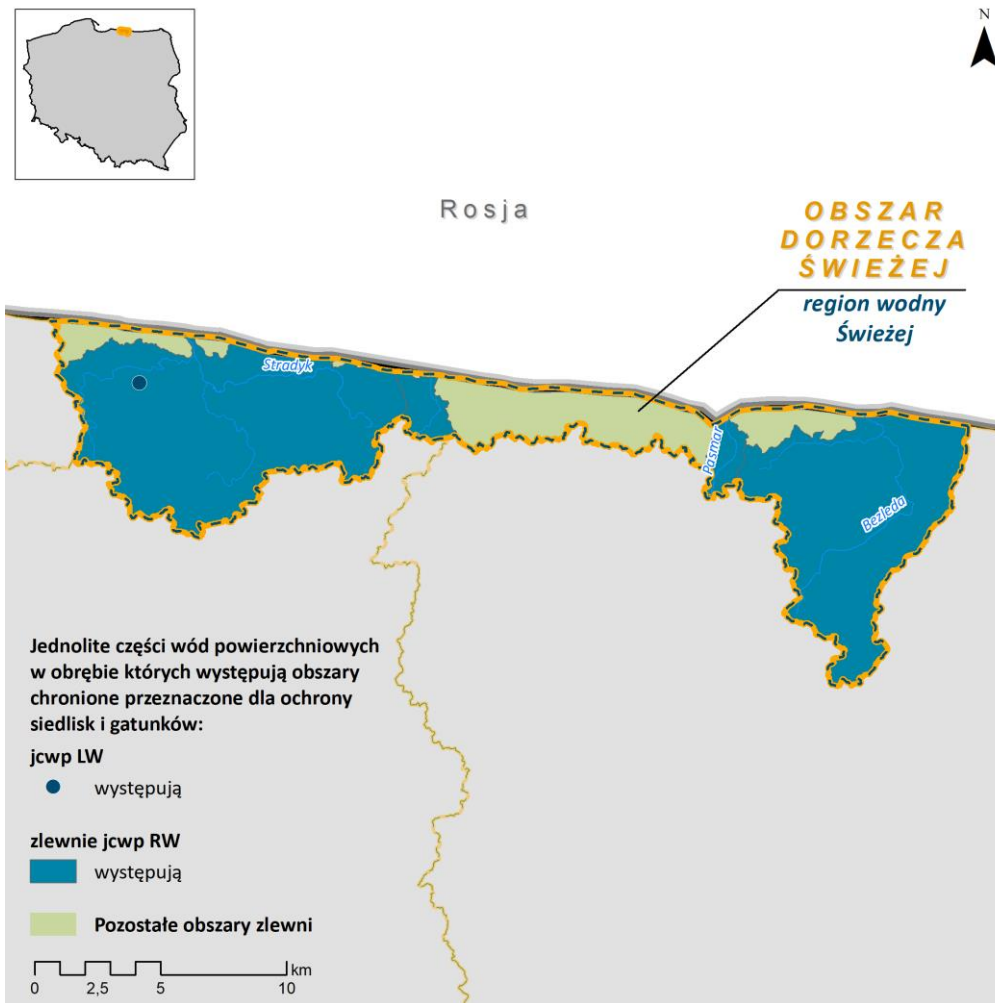 N
Rosja
OBSZAR
DORZECZA
ŚWIEŻEJ
region wodny
Świeżej
Stradyk
Pasmar
Bezleda
Jednolite części wód powierzchniowych
w obrębie których występują obszary
chronione przeznaczone dla ochrony
siedlisk i gatunków:
jcwp LW
występują
zlewnie jcwp RW
występują
Pozostałe obszary zlewni
km
0 2,5 5 10